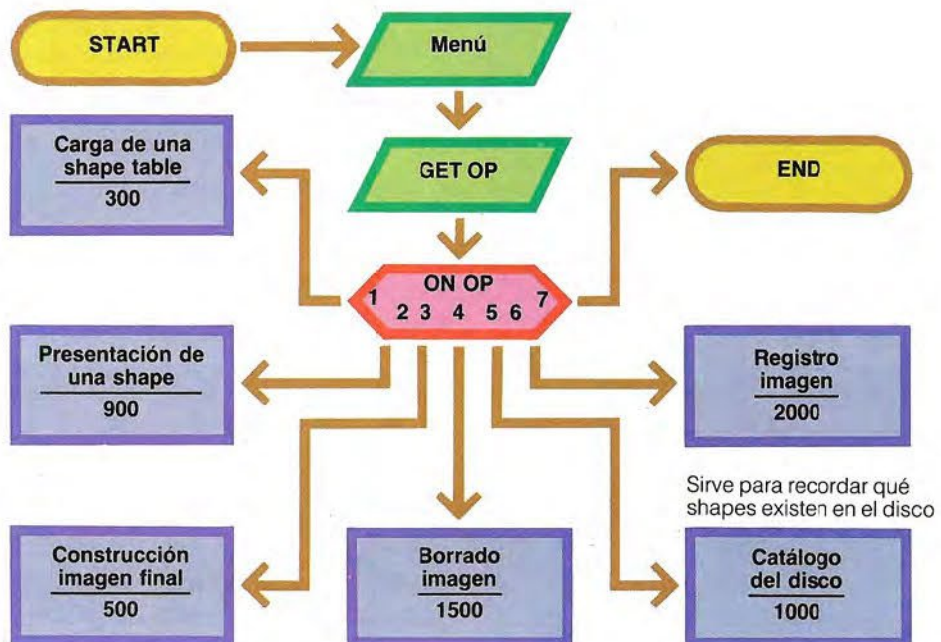 START
Menú
Carga de una
shape table
300
GET OP
END
ON OP
1 2 3 4 5 6 7
Presentación de
una shape
900
Registro
imagen
2000
Sirve para recordar qué
shapes existen en el disco
Construcción
imagen final
500
Borrado
imagen
1500
Catálogo
del disco
1000